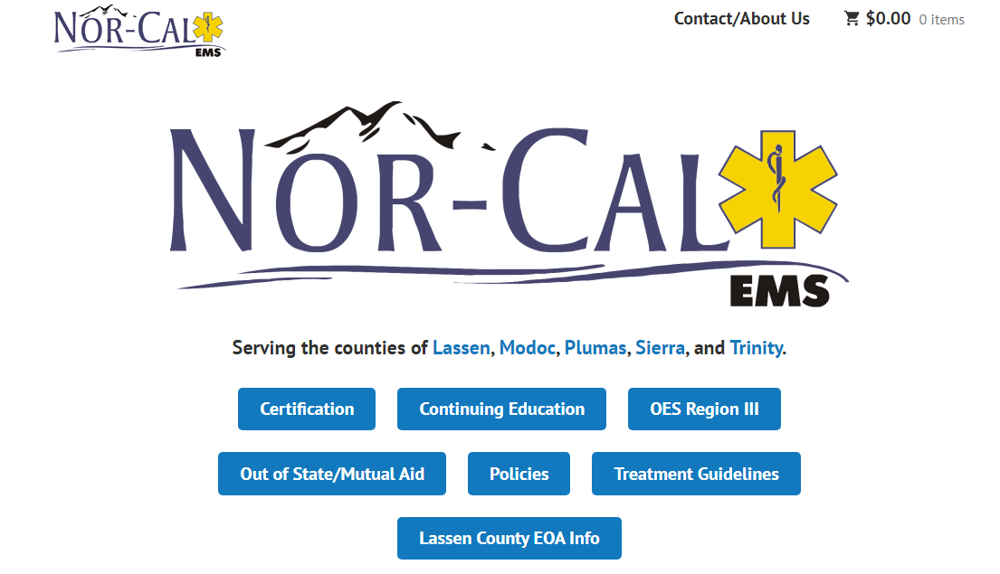 NOR-CAL
EMS
Contact/About Us
$0.00 0 items
NOR-CAL
EMS
Serving the counties of Lassen, Modoc, Plumas, Sierra, and Trinity.
Certification
Continuing Education
OES Region III
Out of State/Mutual Aid
Policies
Treatment Guidelines
Lassen County EOA Info